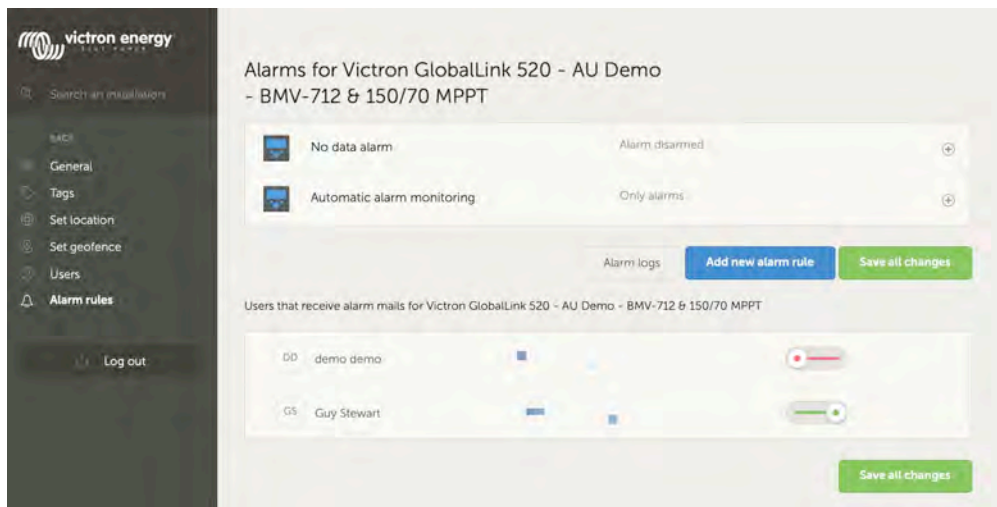 victron energy
BLUE POWER
Search an installation
BACK
General
Tags
Set location
Set geofence
Users
Alarm rules
Log out
Alarms for Victron GlobalLink 520 - AU Demo
- BMV-712 & 150/70 MPPT
No data alarm Alarm disarmed
Automatic alarm monitoring Only alarms
Alarm logs Add new alarm rule Save all changes
Users that receive alarm mails for Victron GlobalLink 520 - AU Demo - BMV-712 & 150/70 MPPT
DD demo demo
GS Guy Stewart
Save all changes